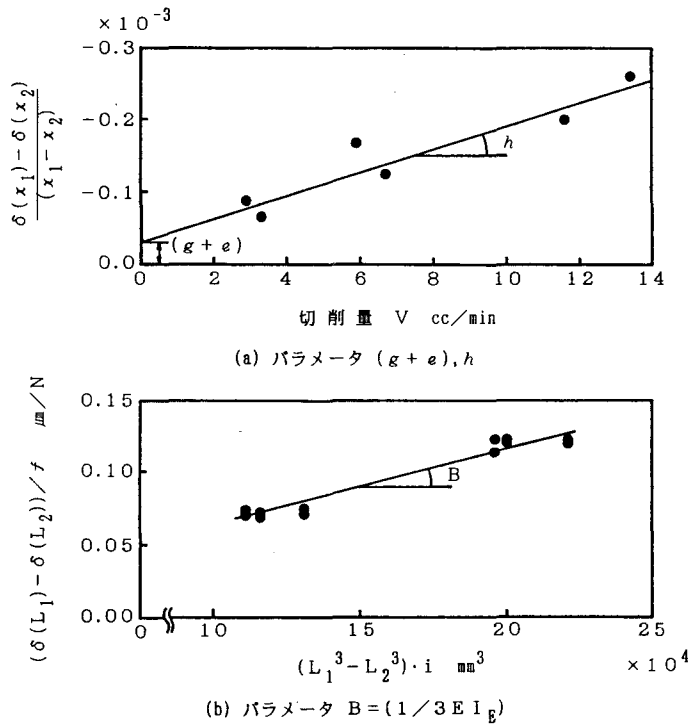 × 10⁻³
−0.3
−0.2
−0.1
0.0
δ(x₁)−δ(x₂)
(x₁−x₂)
h
(g+e)
0 2 4 6 8 10 12 14
切削量 V cc/min
(a) パラメータ (g+e),h
0.15
0.10
0.05
0.00
(δ(L₁)−δ(L₂))/f μm/N
B
0 10 15 20 25
(L₁³−L₂³)·i mm³ ×10⁴
(b) パラメータ B=(1/3EI_E)